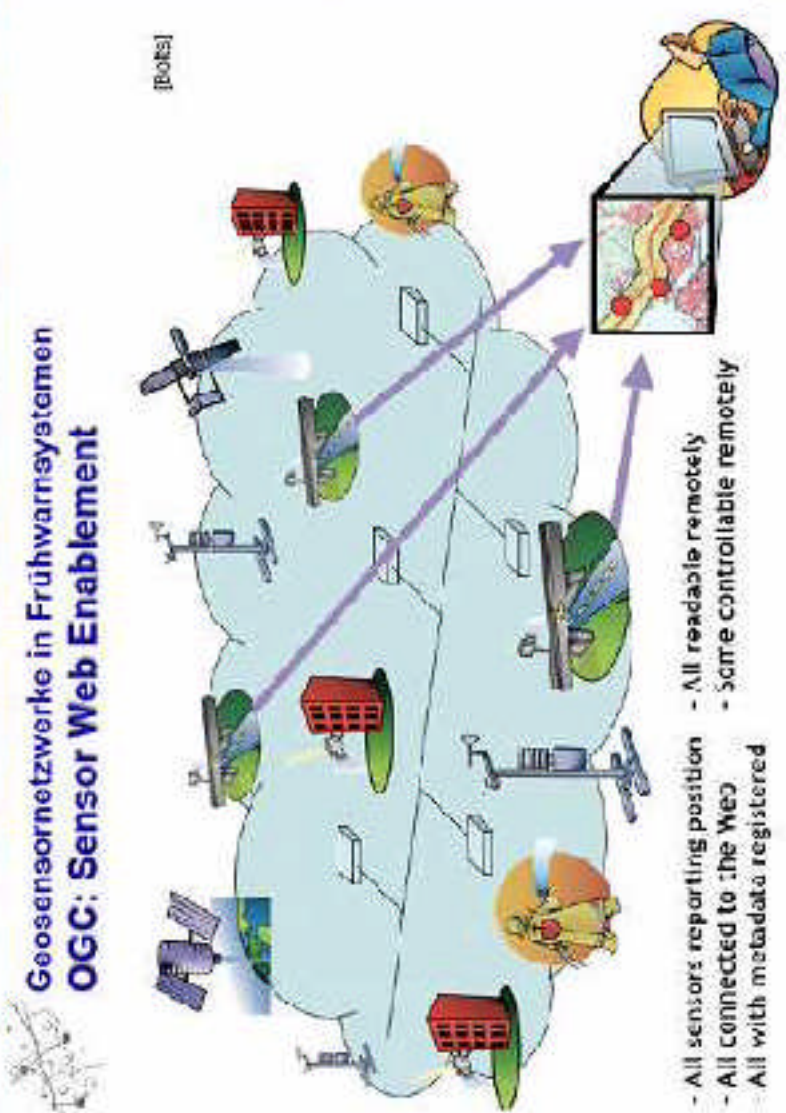 Geosensornetzwerke in Frühwarnsystemen
OGC: Sensor Web Enablement
[Botts]
- All sensors reporting position
- All connected to the Web
- All with metadata registered
- All readable remotely
- Some controllable remotely